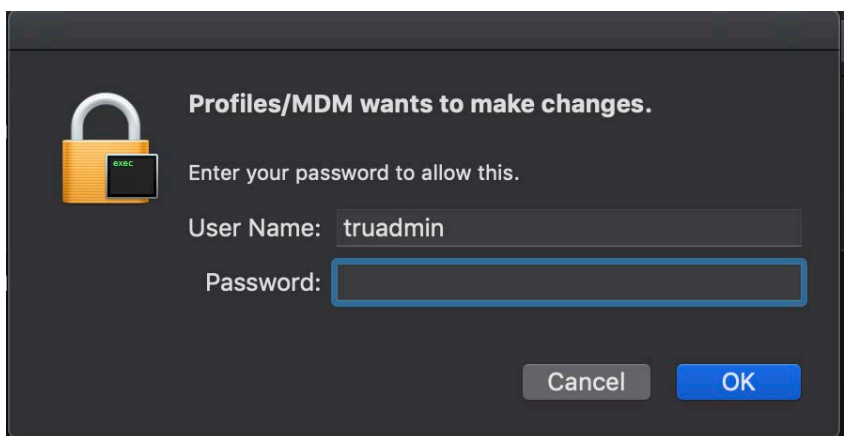 Profiles/MDM wants to make changes.
exec
Enter your password to allow this.
User Name: truadmin
Password:
Cancel OK